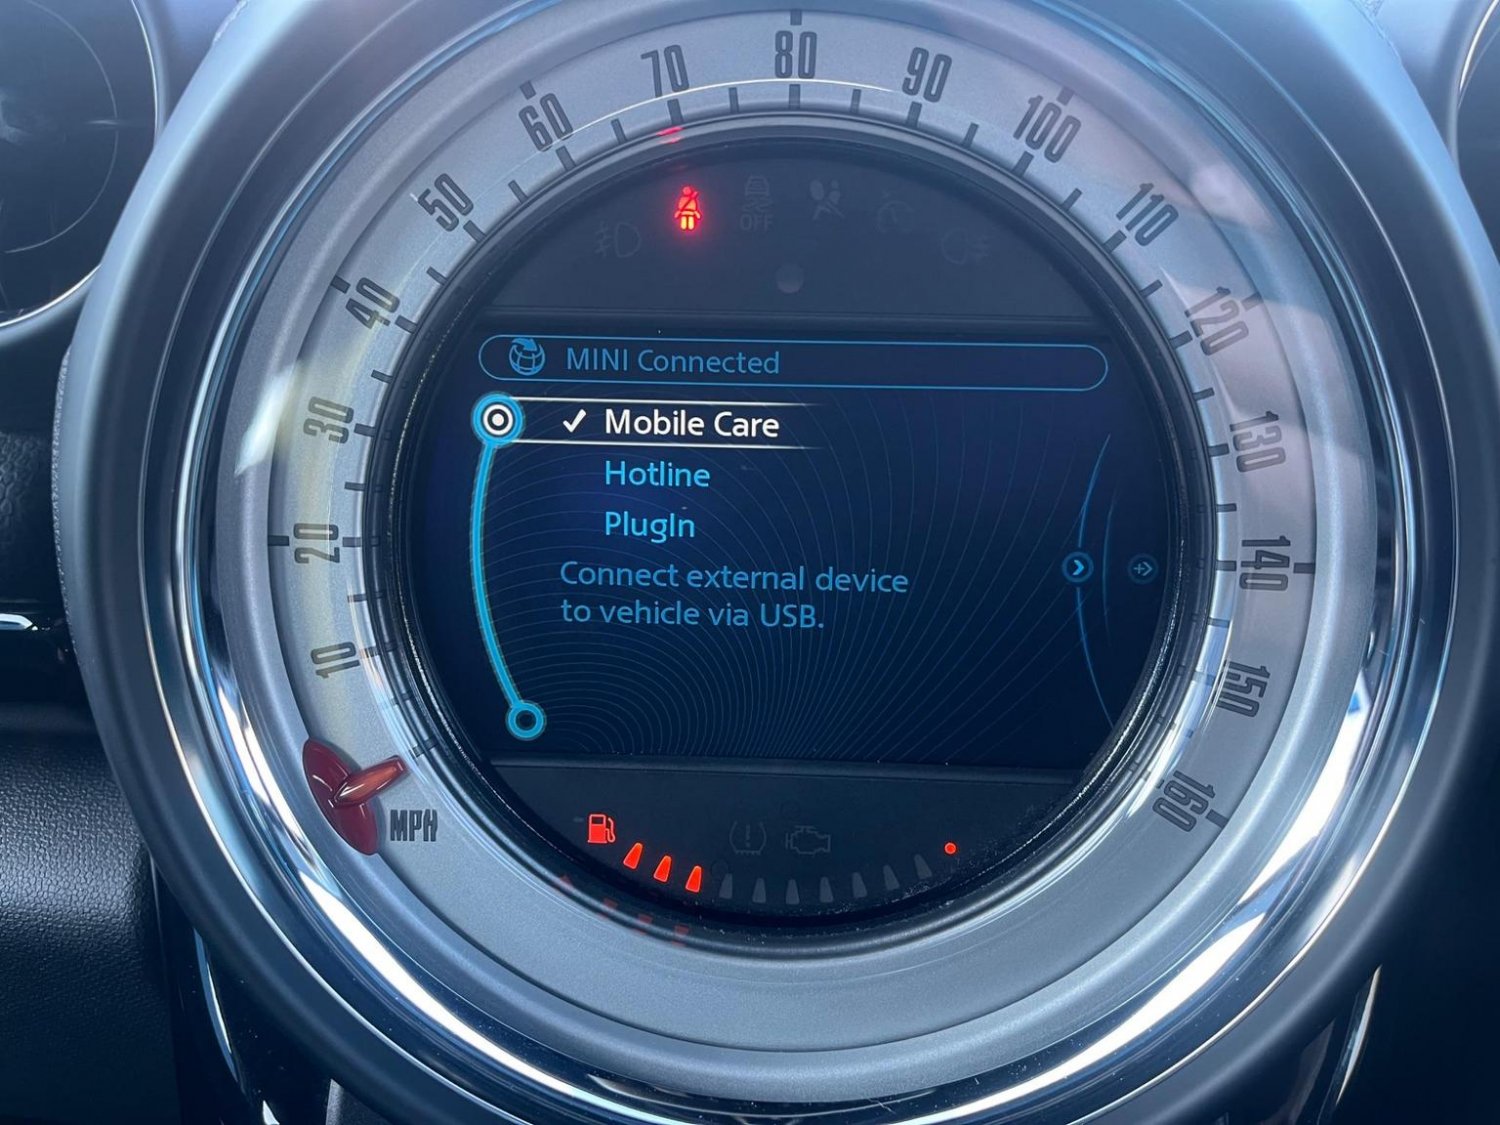 10
20
30
40
50
60
70
80
90
100
110
120
130
140
150
160
MPH
OFF
MINI Connected
✓ Mobile Care
Hotline
PlugIn
Connect external device
to vehicle via USB.